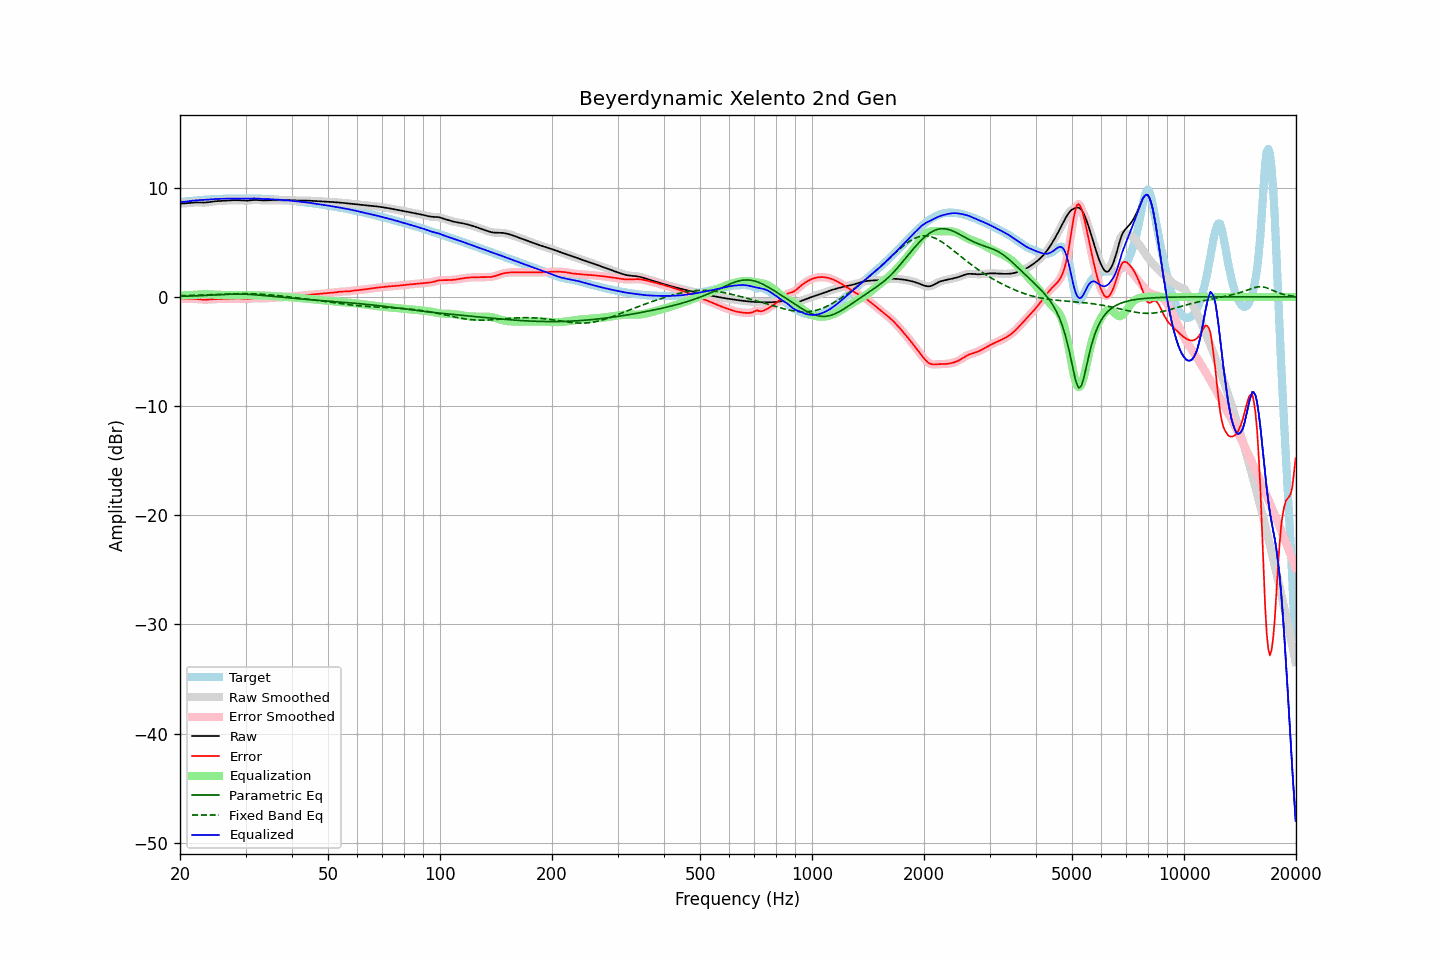 Beyerdynamic Xelento 2nd Gen
Amplitude (dBr)
10
0
−10
−20
−30
−40
−50
Target
Raw Smoothed
Error Smoothed
Raw
Error
Equalization
Parametric Eq
Fixed Band Eq
Equalized
20 50 100 200 500 1000 2000 5000 10000 20000
Frequency (Hz)